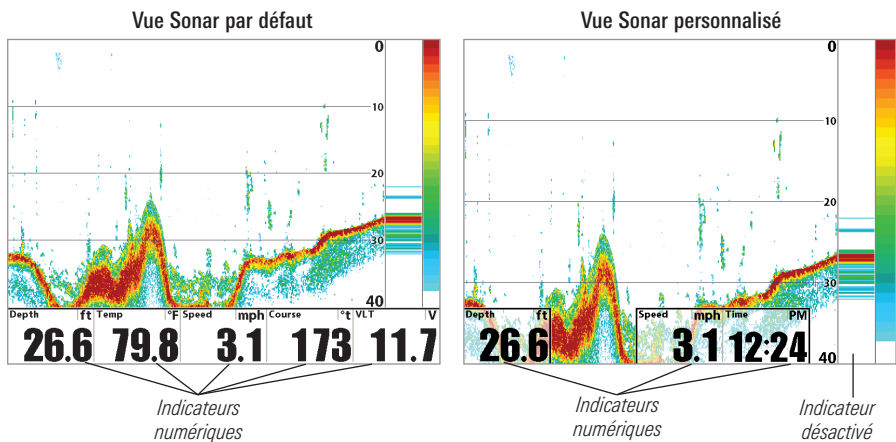 Vue Sonar par défaut
0
10
20
30
40
Depth ft Temp °F Speed mph Course °t VLT V
26.6 79.8 3.1 173 11.7
Indicateurs
numériques
Vue Sonar personnalisé
0
10
20
30
40
Depth ft Speed mph Time PM
26.6 3.1 12:24
Indicateurs
numériques
Indicateur
désactivé